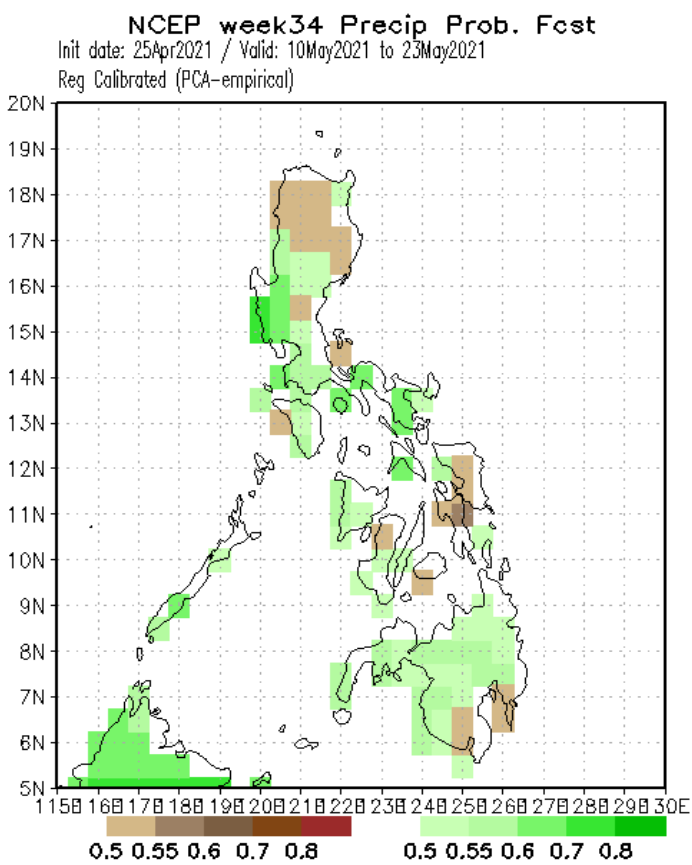 NCEP week34 Precip Prob. Fcst
Init date: 25Apr2021 / Valid: 10May2021 to 23May2021
Reg Calibrated (PCA-empirical)
20N
19N
18N
17N
16N
15N
14N
13N
12N
11N
10N
9N
8N
7N
6N
5N
115E 116E 117E 118E 119E 120E 121E 122E 123E 124E 125E 126E 127E 128E 129E 130E
0.5 0.55 0.6 0.7 0.8 0.5 0.55 0.6 0.7 0.8